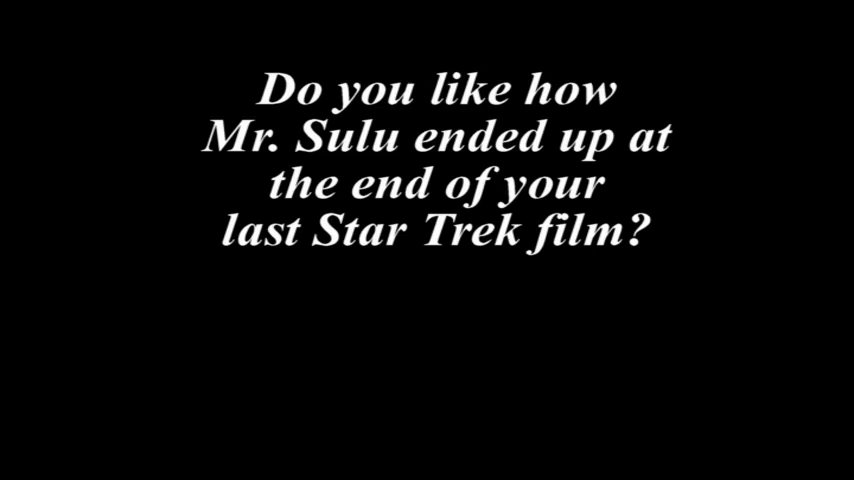 Do you like how
Mr. Sulu ended up at
the end of your
last Star Trek film?